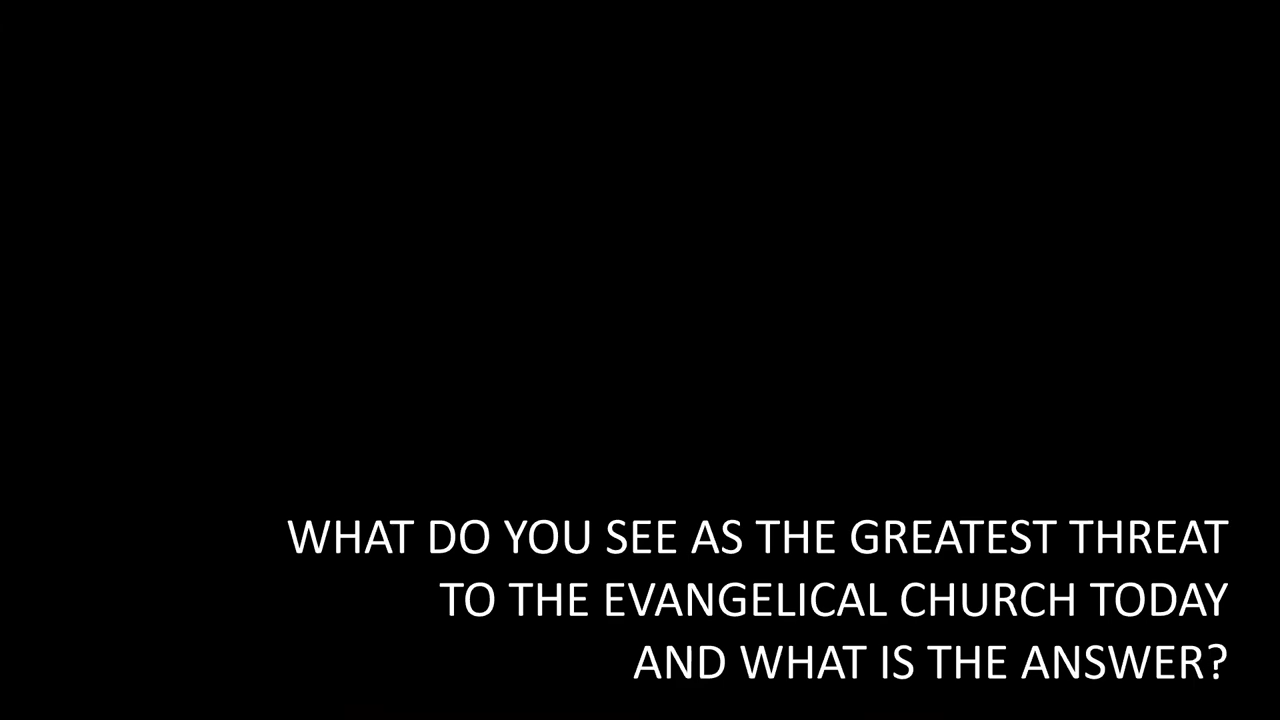 WHAT DO YOU SEE AS THE GREATEST THREAT
TO THE EVANGELICAL CHURCH TODAY
AND WHAT IS THE ANSWER?